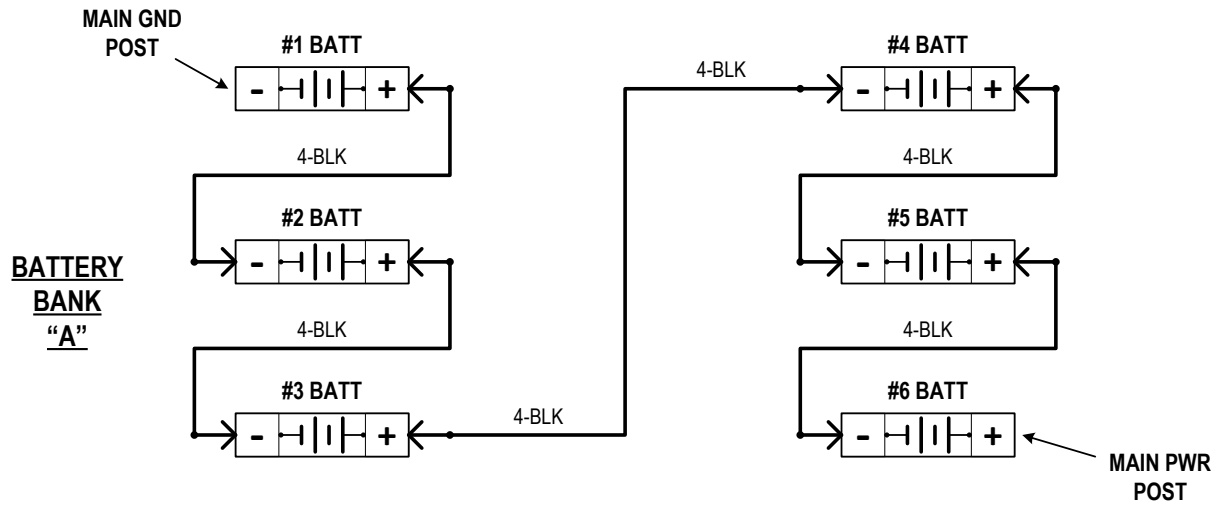 MAIN GND
POST
#1 BATT
- +
4-BLK
#2 BATT
- +
4-BLK
#3 BATT
- +
4-BLK
4-BLK
#4 BATT
- +
4-BLK
#5 BATT
- +
4-BLK
#6 BATT
- +
MAIN PWR
POST
BATTERY
BANK
“A”